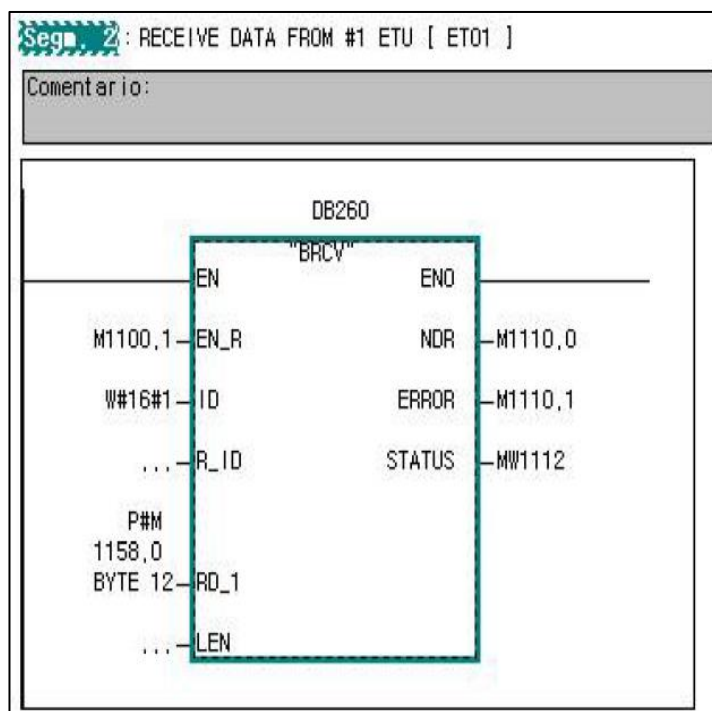 Segm. 2: RECEIVE DATA FROM #1 ETU [ ET01 ]
Comentario:
DB260
"BRCV"
EN ENO
M1100,1 EN_R NDR M1110,0
W#16#1 ID ERROR M1110,1
... R_ID STATUS MW1112
P#M
1158,0
BYTE 12 RD_1
... LEN